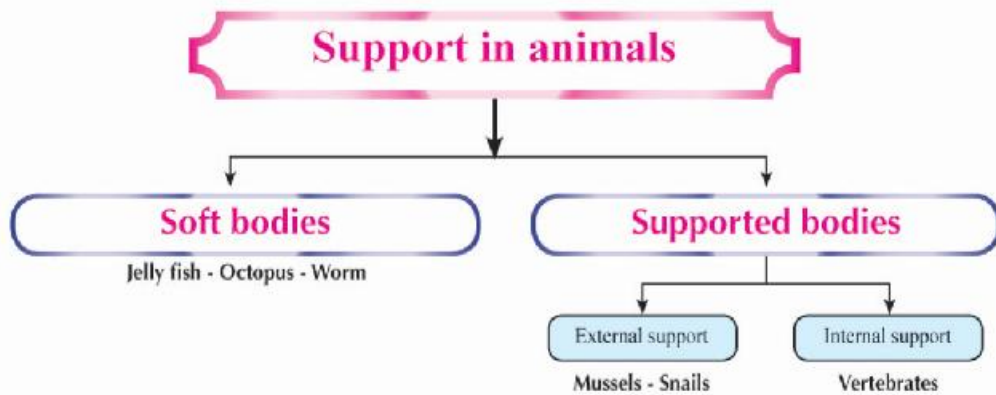 Support in animals
Soft bodies
Supported bodies
Jelly fish - Octopus - Worm
External support
Internal support
Mussels - Snails
Vertebrates